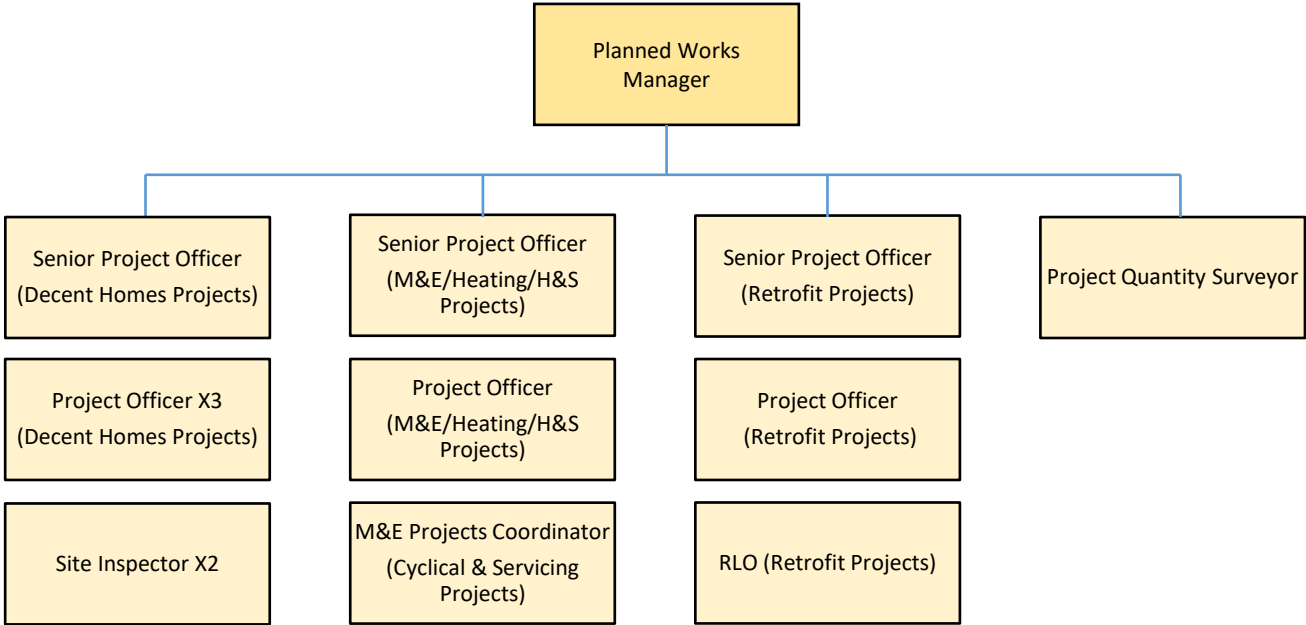 Planned Works
Manager
Senior Project Officer
(Decent Homes Projects)
Senior Project Officer
(M&E/Heating/H&S
Projects)
Senior Project Officer
(Retrofit Projects)
Project Quantity Surveyor
Project Officer X3
(Decent Homes Projects)
Project Officer
(M&E/Heating/H&S
Projects)
Project Officer
(Retrofit Projects)
Site Inspector X2
M&E Projects Coordinator
(Cyclical & Servicing
Projects)
RLO (Retrofit Projects)